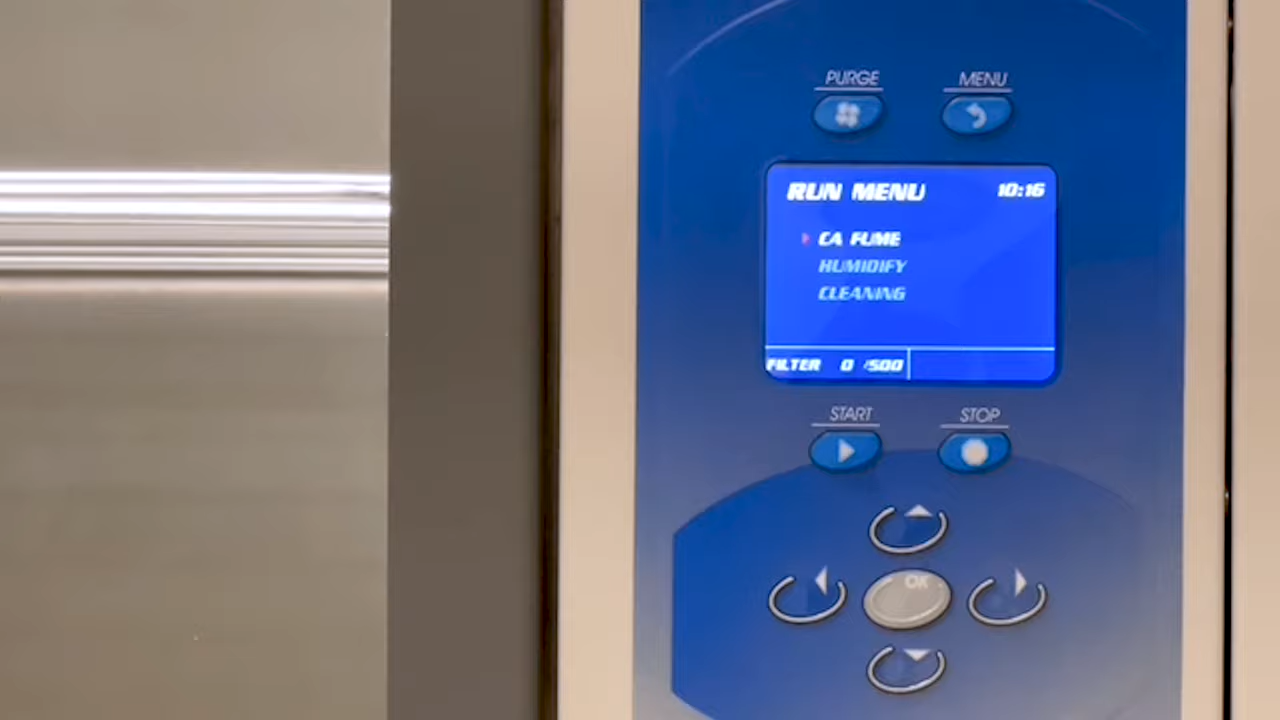 PURGE MENU
RUN MENU 10:16
CA FUME
HUMIDIFY
CLEANING
FILTER 0 /500
START STOP
OK